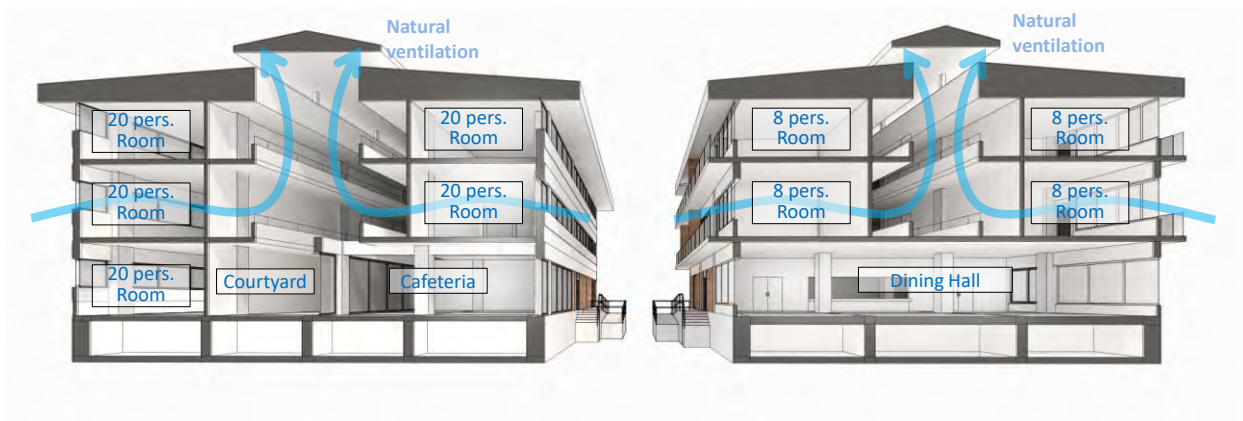 Natural
ventilation
20 pers.
Room
20 pers.
Room
20 pers.
Room
20 pers.
Room
20 pers.
Room
Courtyard
Cafeteria
Natural
ventilation
8 pers.
Room
8 pers.
Room
8 pers.
Room
8 pers.
Room
Dining Hall